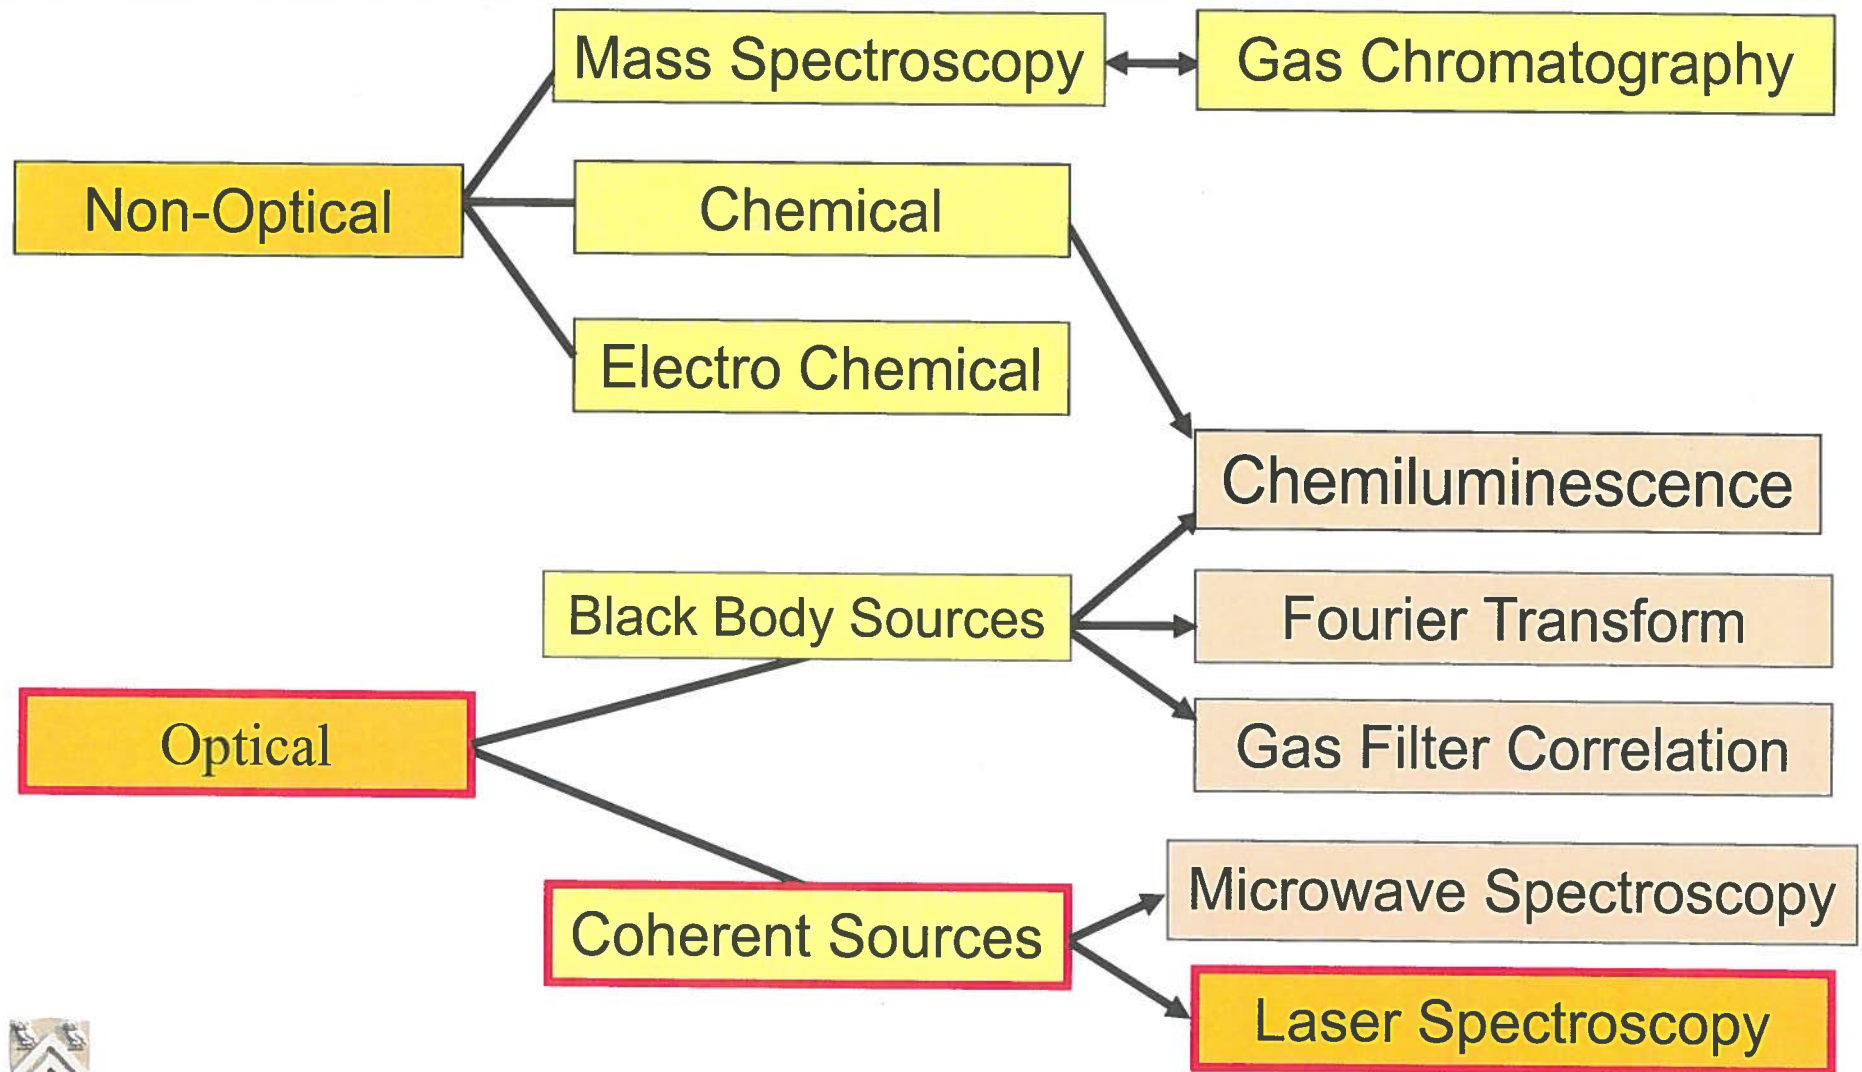 Mass Spectroscopy
Gas Chromatography
Non-Optical
Chemical
Electro Chemical
Chemiluminescence
Black Body Sources
Fourier Transform
Optical
Gas Filter Correlation
Coherent Sources
Microwave Spectroscopy
Laser Spectroscopy